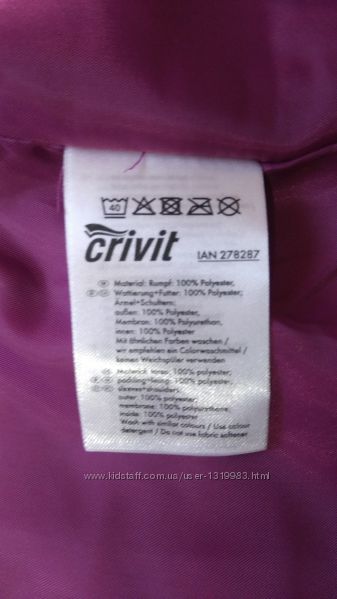 40
crivit
IAN 278287
Material: Rumpf: 100% Polyester,
Wattierung+Futter: 100% Polyester;
Ärmel+Schultern:
außen: 100% Polyester,
Membran: 100% Polyurethan,
innen: 100% Polyester
Mit ähnlichen Farben waschen /
wir empfehlen ein Colorwaschmittel /
keinen Weichspüler verwenden
Material: torso: 100% polyester,
padding+lining: 100% polyester;
sleeves+shoulders:
outer: 100% polyester,
membrane: 100% polyurethane,
inside: 100% polyester
Wash with similar colours / Use colour
detergent / Do not use fabric softener
www.kidstaff.com.ua/user-1319983.html